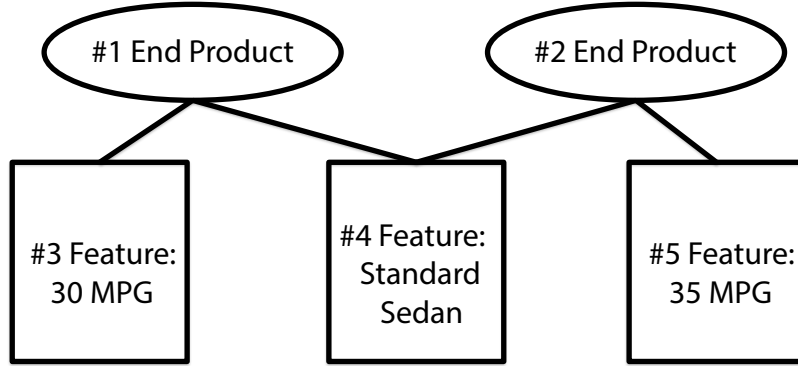 #1 End Product
#2 End Product
#3 Feature:
30 MPG
#4 Feature:
Standard
Sedan
#5 Feature:
35 MPG